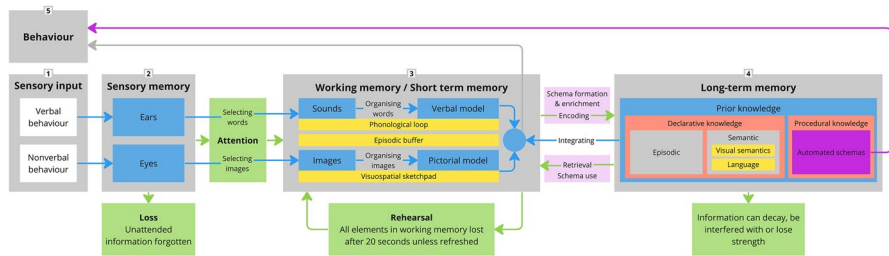 5
Behaviour
1
Sensory input
Verbal
behaviour
Nonverbal
behaviour
2
Sensory memory
Ears
Eyes
Loss
Unattended
information forgotten
Selecting
words
Attention
Selecting
images
3
Working memory / Short term memory
Sounds
Organising
words
Verbal model
Phonological loop
Episodic buffer
Images
Organising
images
Pictorial model
Visuospatial sketchpad
Rehearsal
All elements in working memory lost
after 20 seconds unless refreshed
Schema formation
& enrichment
Encoding
Integrating
Retrieval
Schema use
4
Long-term memory
Prior knowledge
Declarative knowledge
Episodic
Semantic
Visual semantics
Language
Procedural knowledge
Automated schemas
Information can decay, be
interfered with or lose
strength